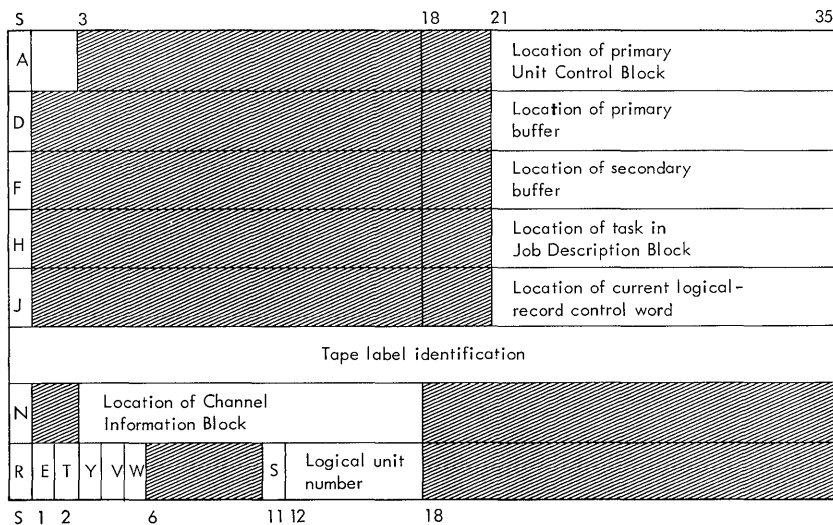 S 3 18 21 35
A Location of primary
Unit Control Block
D Location of primary
buffer
F Location of secondary
buffer
H Location of task in
Job Description Block
J Location of current logical-
record control word
Tape label identification
N Location of Channel
Information Block
R E T Y V W S Logical unit
number
S 1 2 6 11 12 18